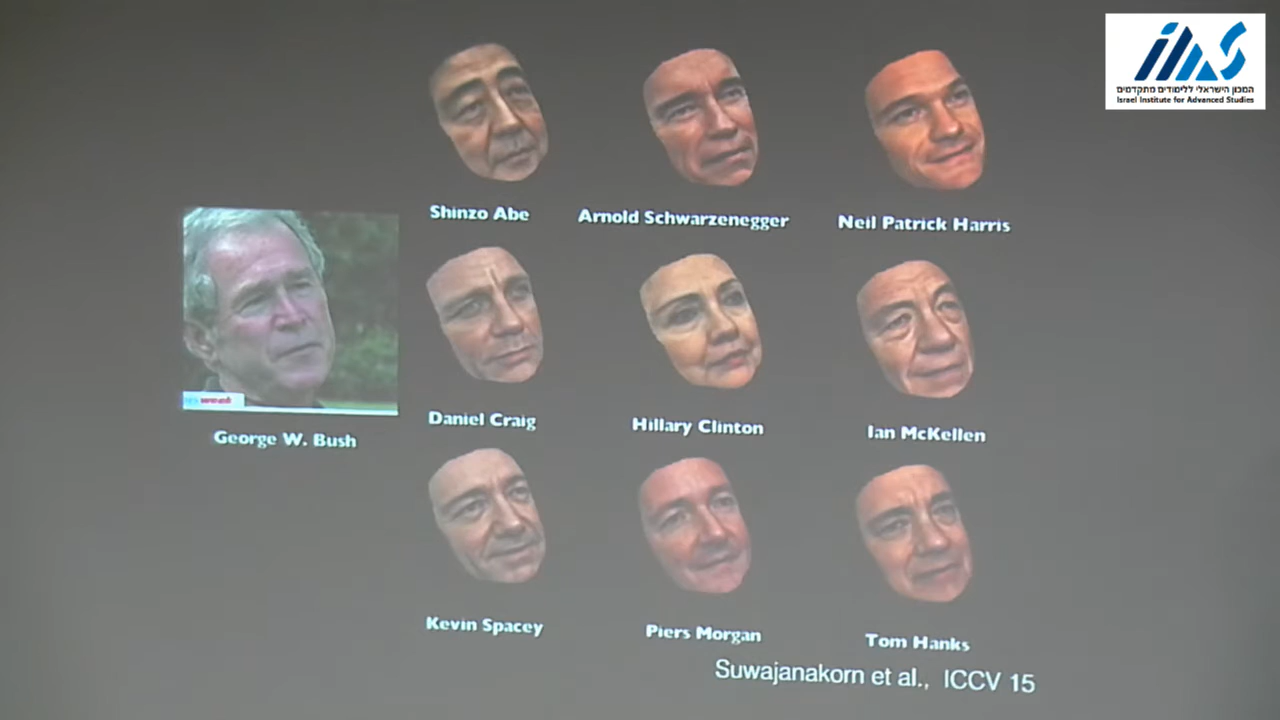 המכון הישראלי ללימודים מתקדמים
Israel Institute for Advanced Studies
Shinzo Abe
Arnold Schwarzenegger
Neil Patrick Harris
George W. Bush
Daniel Craig
Hillary Clinton
Ian McKellen
Kevin Spacey
Piers Morgan
Tom Hanks
Suwajanakorn et al., ICCV 15